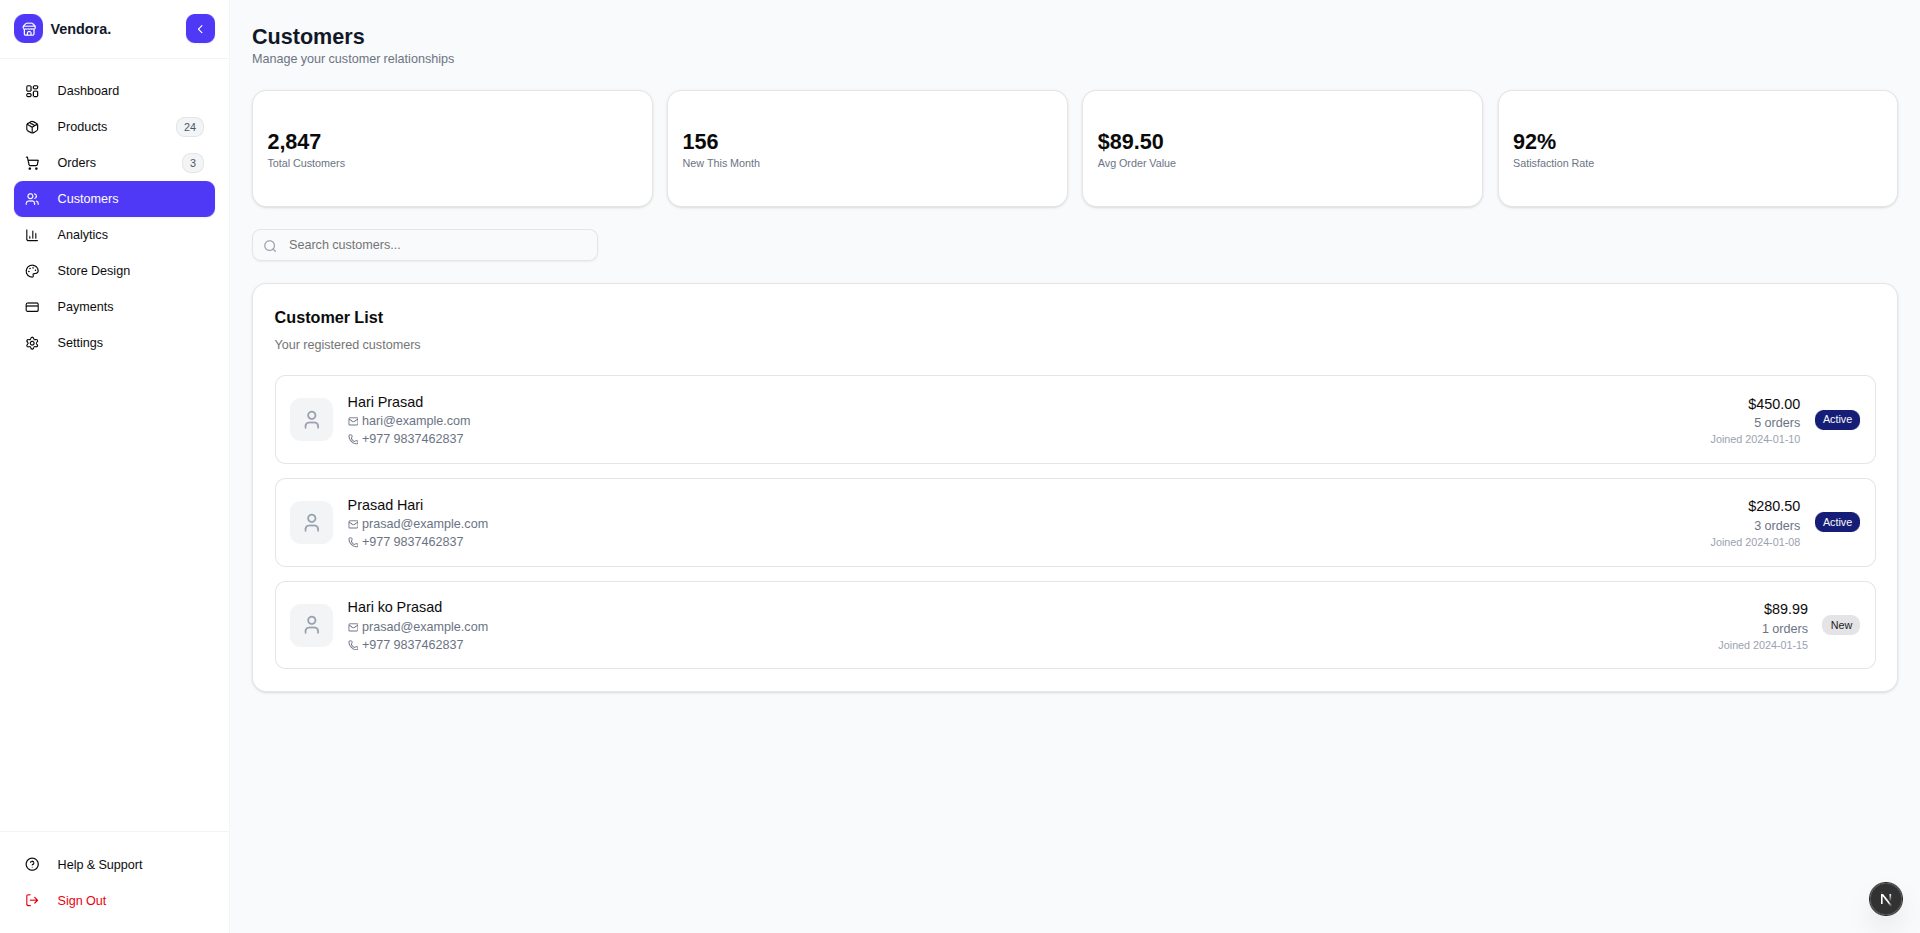 Vendora.
Dashboard
Products 24
Orders 3
Customers
Analytics
Store Design
Payments
Settings
Help & Support
Sign Out
Customers
Manage your customer relationships
2,847
Total Customers
156
New This Month
$89.50
Avg Order Value
92%
Satisfaction Rate
Search customers...
Customer List
Your registered customers
Hari Prasad
hari@example.com
+977 9837462837
$450.00
5 orders
Joined 2024-01-10
Active
Prasad Hari
prasad@example.com
+977 9837462837
$280.50
3 orders
Joined 2024-01-08
Active
Hari ko Prasad
prasad@example.com
+977 9837462837
$89.99
1 orders
Joined 2024-01-15
New
N